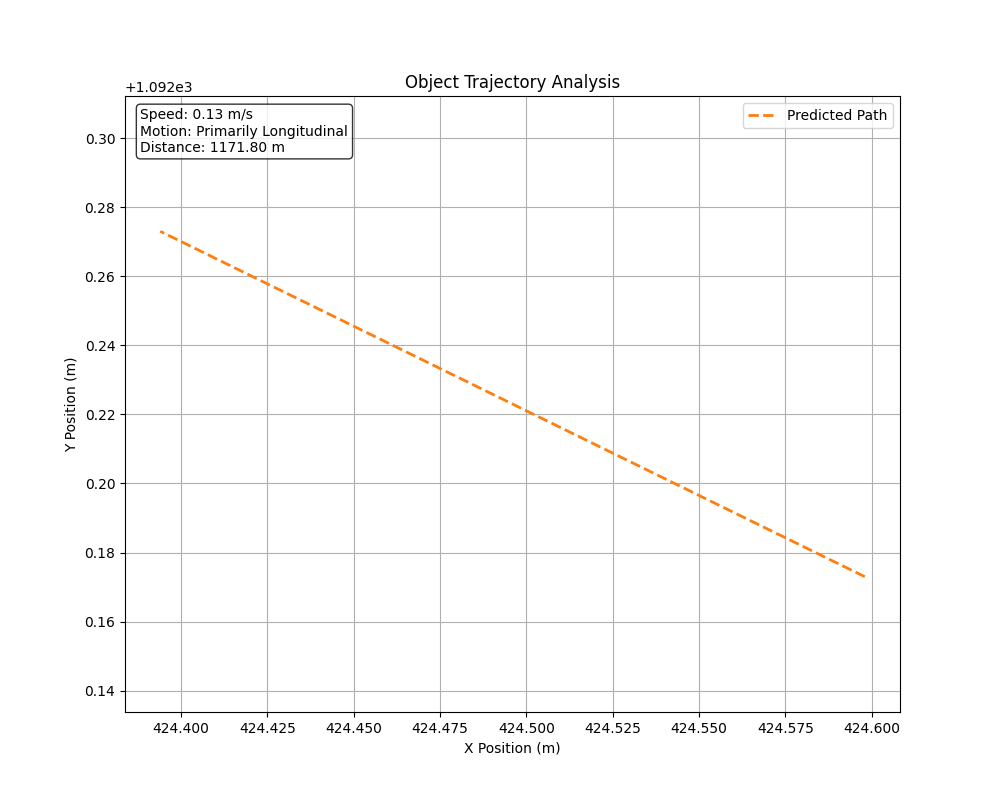 Object Trajectory Analysis
+1.092e3
Speed: 0.13 m/s
Motion: Primarily Longitudinal
Distance: 1171.80 m
Predicted Path
0.30
0.28
0.26
0.24
0.22
0.20
0.18
0.16
0.14
Y Position (m)
424.400 424.425 424.450 424.475 424.500 424.525 424.550 424.575 424.600
X Position (m)